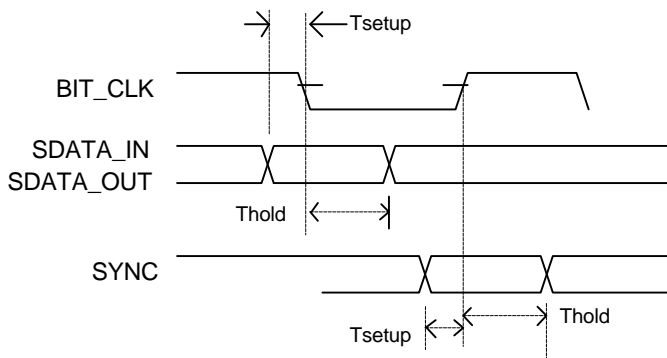 Tsetup
BIT_CLK
SDATA_IN
SDATA_OUT
Thold
SYNC
Thold
Tsetup